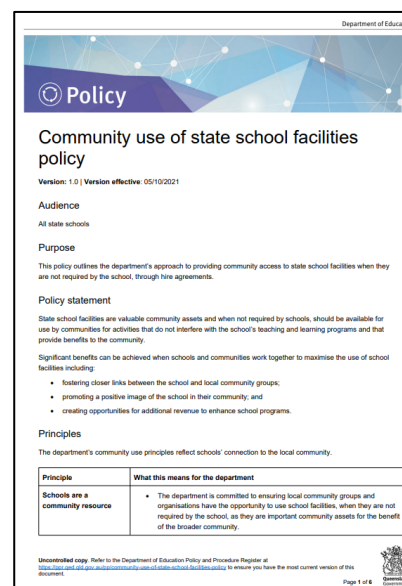 Department of Educa
Policy
Community use of state school facilities
policy
Version: 1.0 | Version effective: 05/10/2021
Audience
All state schools
Purpose
This policy outlines the department's approach to providing community access to state school facilities when they
are not required by the school, through hire agreements.
Policy statement
State school facilities are valuable community assets and when not required by schools, should be available for
use by communities for activities that do not interfere with the school's teaching and learning programs and that
provide benefits to the community.
Significant benefits can be achieved when schools and communities work together to maximise the use of school
facilities including:
• fostering closer links between the school and local community groups;
• promoting a positive image of the school in their community; and
• creating opportunities for additional revenue to enhance school programs.
Principles
The department's community use principles reflect schools' connection to the local community.
Principle What this means for the department
Schools are a
community resource
• The department is committed to ensuring local community groups and
organisations have the opportunity to use school facilities, when they are not
required by the school, as they are important community assets for the benefit
of the broader community.
Uncontrolled copy. Refer to the Department of Education Policy and Procedure Register at
https://ppr.qed.qld.gov.au/pp/community-use-of-state-school-facilities-policy to ensure you have the most current version of this
document.
Page 1 of 6
Queensland
Government